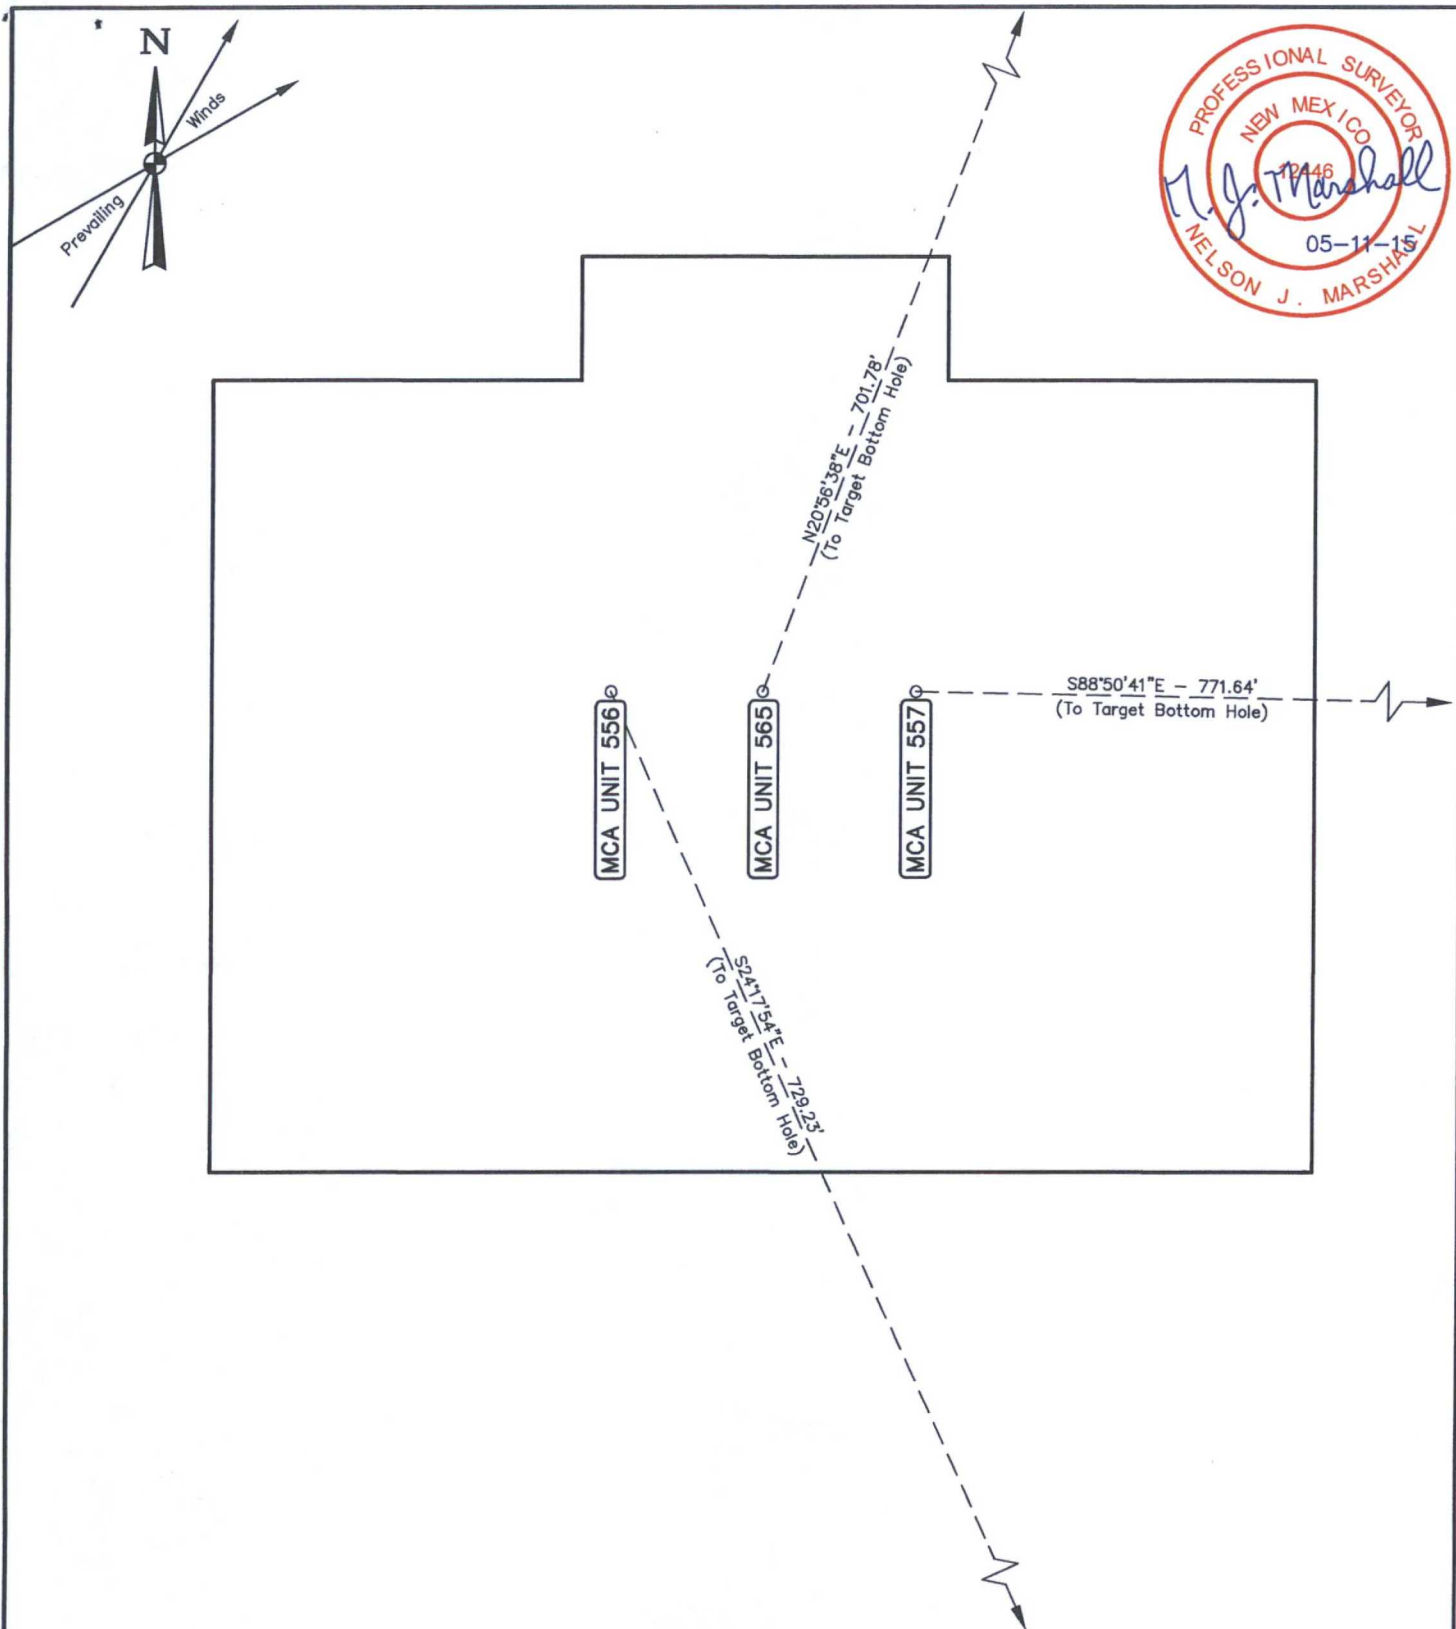 N
Winds
Prevailing
PROFESSIONAL SURVEYOR
NEW MEXICO
12446
N. J. Marshall
05-11-15
NELSON J. MARSHALL
N20°56'38"E - 701.78'
(To Target Bottom Hole)
S88°50'41"E - 771.64'
(To Target Bottom Hole)
MCA UNIT 556
MCA UNIT 565
MCA UNIT 557
S24°17'54"E - 729.23'
(To Target Bottom Hole)